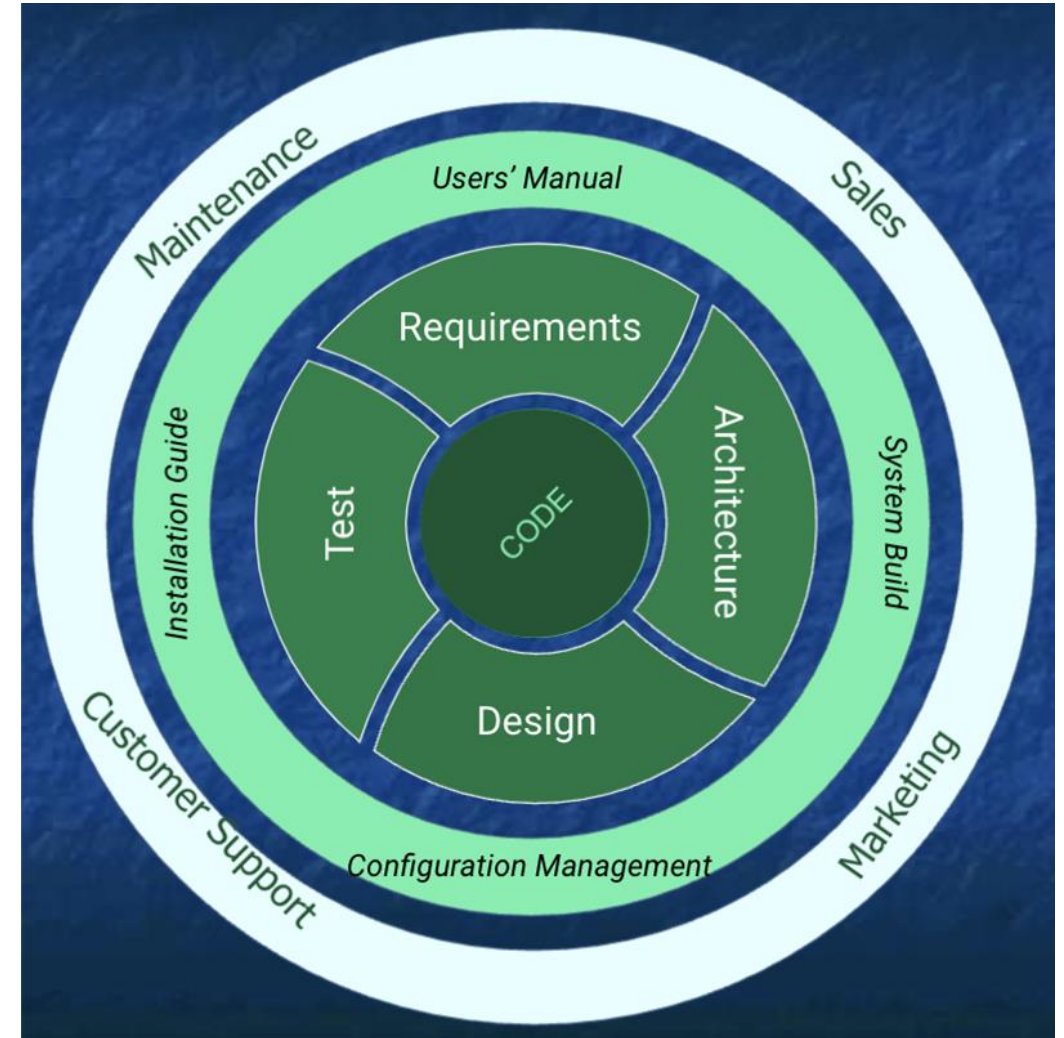 Maintenance
Sales
Users’ Manual
Requirements
Architecture
System Build
Installation Guide
Test
CODE
Design
Customer Support
Marketing
Configuration Management